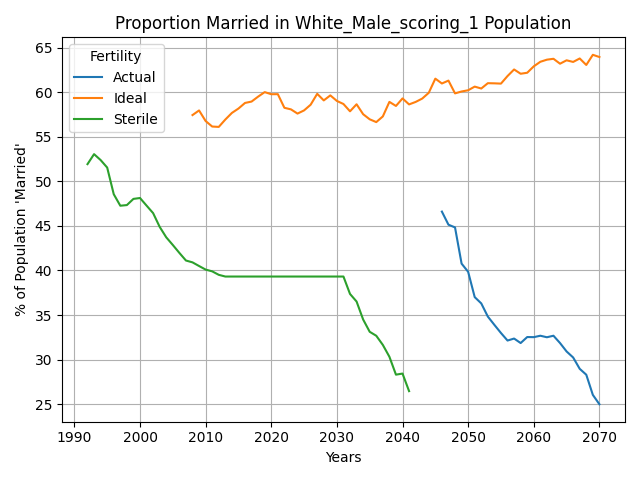 Proportion Married in White_Male_scoring_1 Population
% of Population 'Married'
65
60
55
50
45
40
35
30
25
Fertility
Actual
Ideal
Sterile
1990 2000 2010 2020 2030 2040 2050 2060 2070
Years